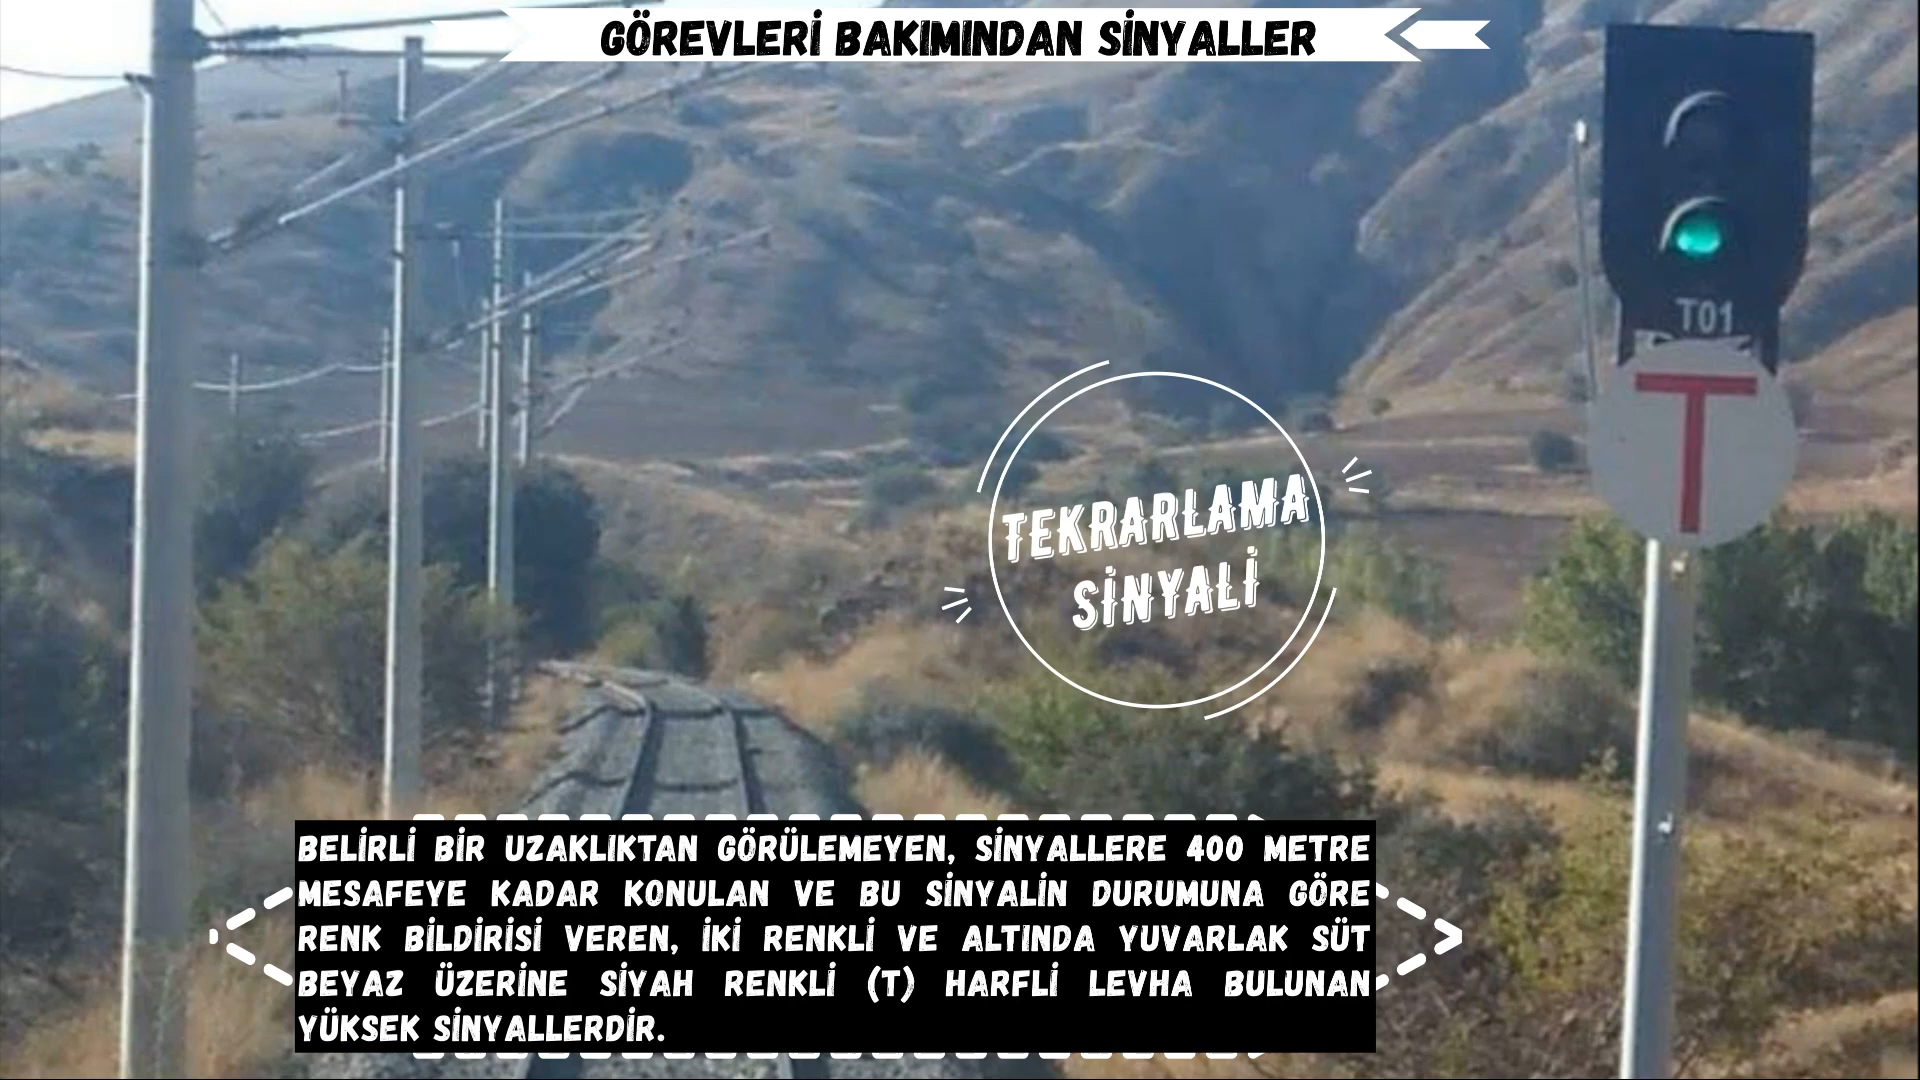 GÖREVLERİ BAKIMINDAN SİNYALLER
T01
T
TEKRARLAMA
SİNYALİ
BELİRLİ BİR UZAKLIKTAN GÖRÜLEMEYEN, SİNYALLERE 400 METRE
MESAFEYE KADAR KONULAN VE BU SİNYALİN DURUMUNA GÖRE
RENK BİLDİRİSİ VEREN, İKİ RENKLİ VE ALTINDA YUVARLAK SÜT
BEYAZ ÜZERİNE SİYAH RENKLİ (T) HARFLİ LEVHA BULUNAN
YÜKSEK SİNYALLERDİR.